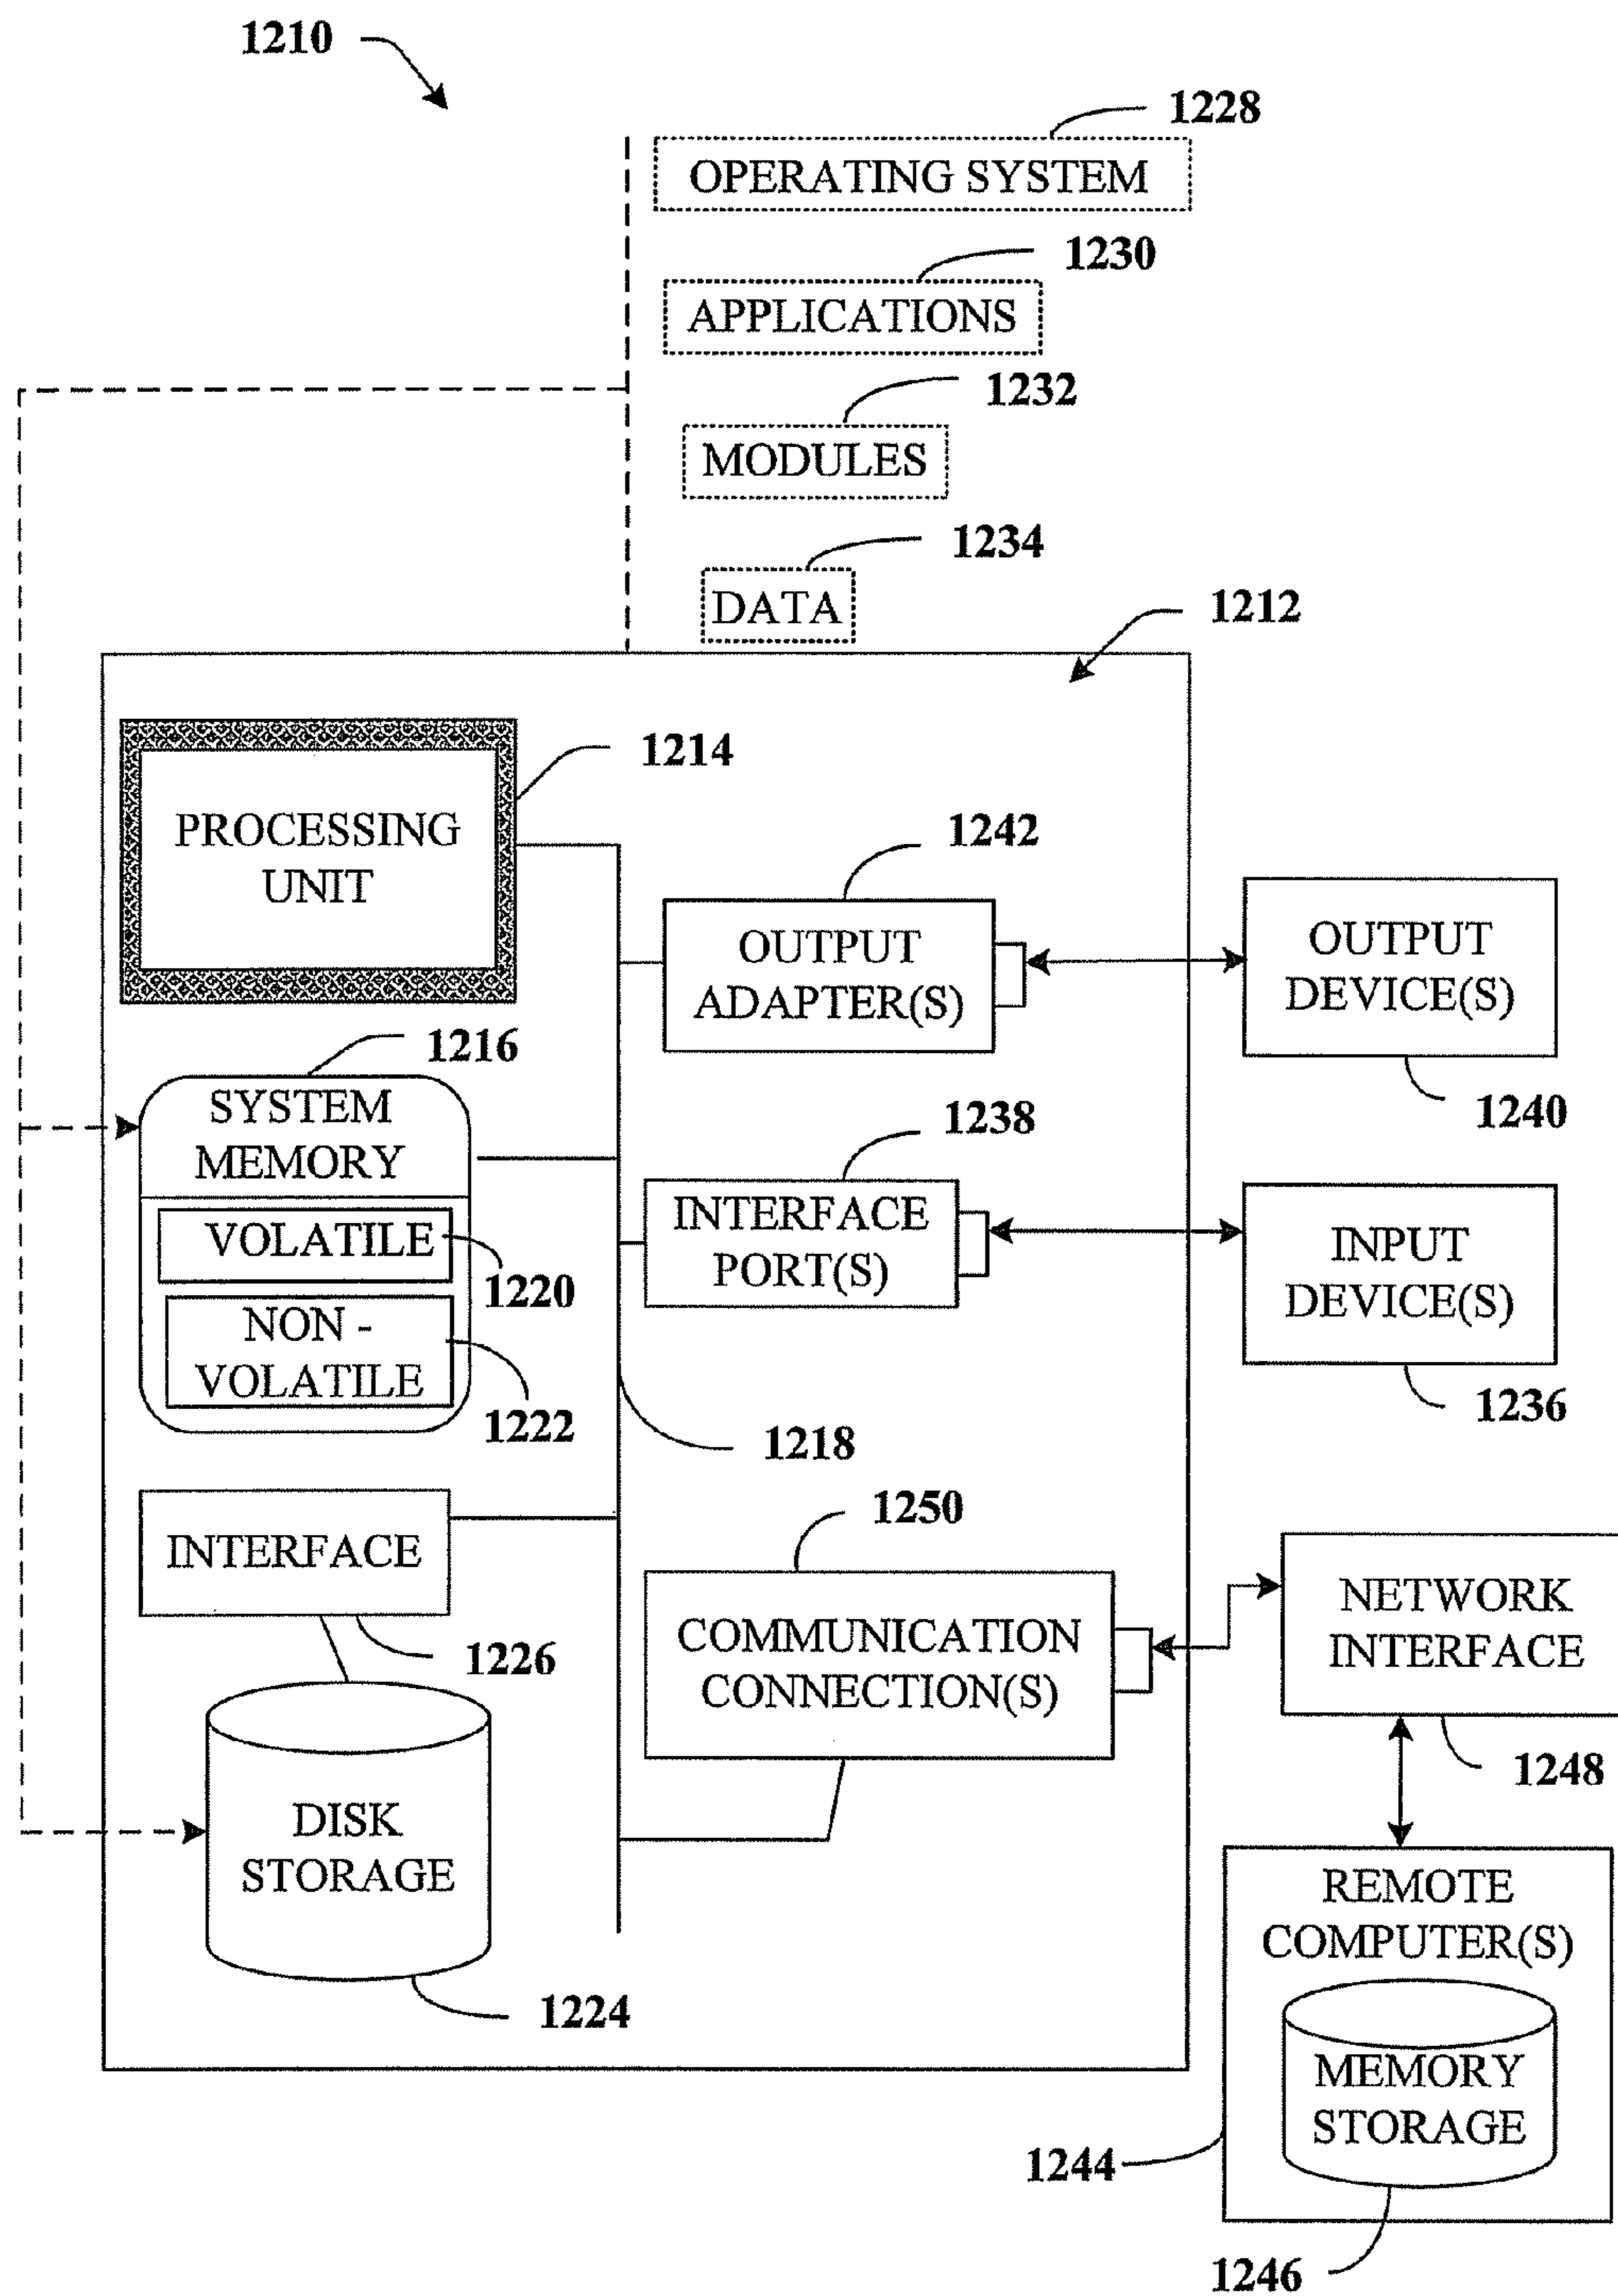 1210
1228
OPERATING SYSTEM
1230
APPLICATIONS
1232
MODULES
1234
DATA
1212
1214
PROCESSING
UNIT
1242
OUTPUT
ADAPTER(S)
OUTPUT
DEVICE(S)
1240
1216
SYSTEM
MEMORY
VOLATILE
1220
NON -
VOLATILE
1222
1238
INTERFACE
PORT(S)
INPUT
DEVICE(S)
1236
1218
INTERFACE
1226
1250
COMMUNICATION
CONNECTION(S)
NETWORK
INTERFACE
1248
DISK
STORAGE
1224
REMOTE
COMPUTER(S)
MEMORY
STORAGE
1244
1246